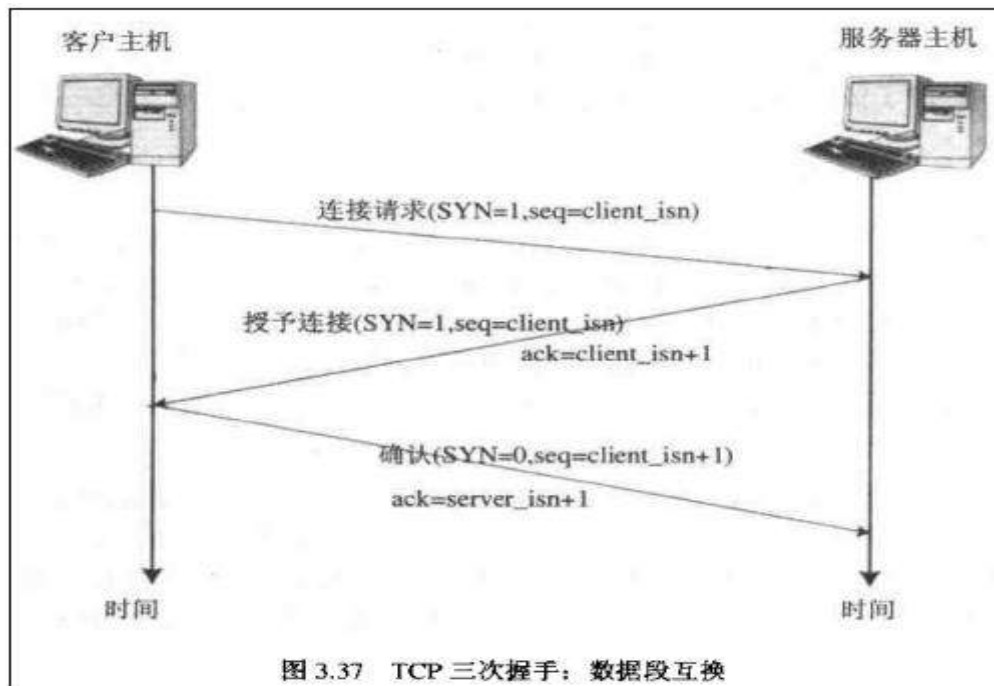 客户主机
服务器主机
连接请求(SYN=1,seq=client_isn)
授予连接(SYN=1,seq=client_isn)
ack=client_isn+1
确认(SYN=0,seq=client_isn+1)
ack=server_isn+1
时间
时间
图 3.37 TCP 三次握手：数据段互换